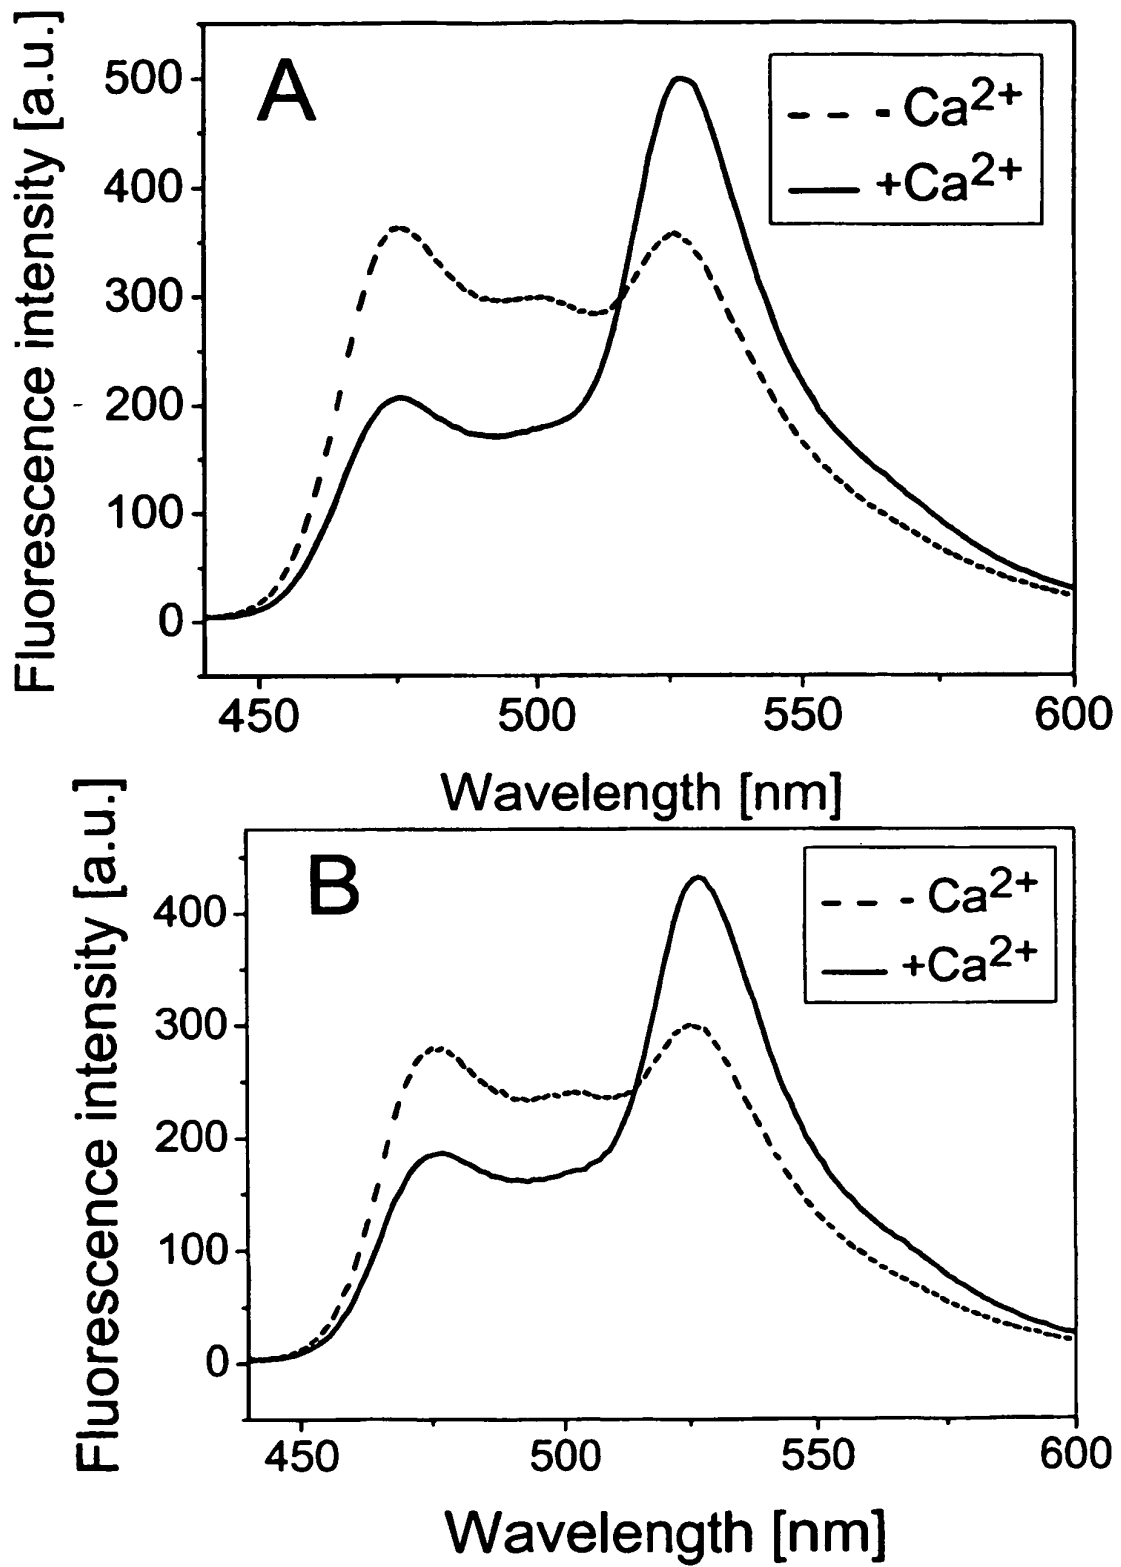 Fluorescence intensity [a.u.]
A
- Ca2+
+Ca2+
500
400
300
200
100
0
450 500 550 600
Wavelength [nm]
Fluorescence intensity [a.u.]
B
- Ca2+
+Ca2+
400
300
200
100
0
450 500 550 600
Wavelength [nm]